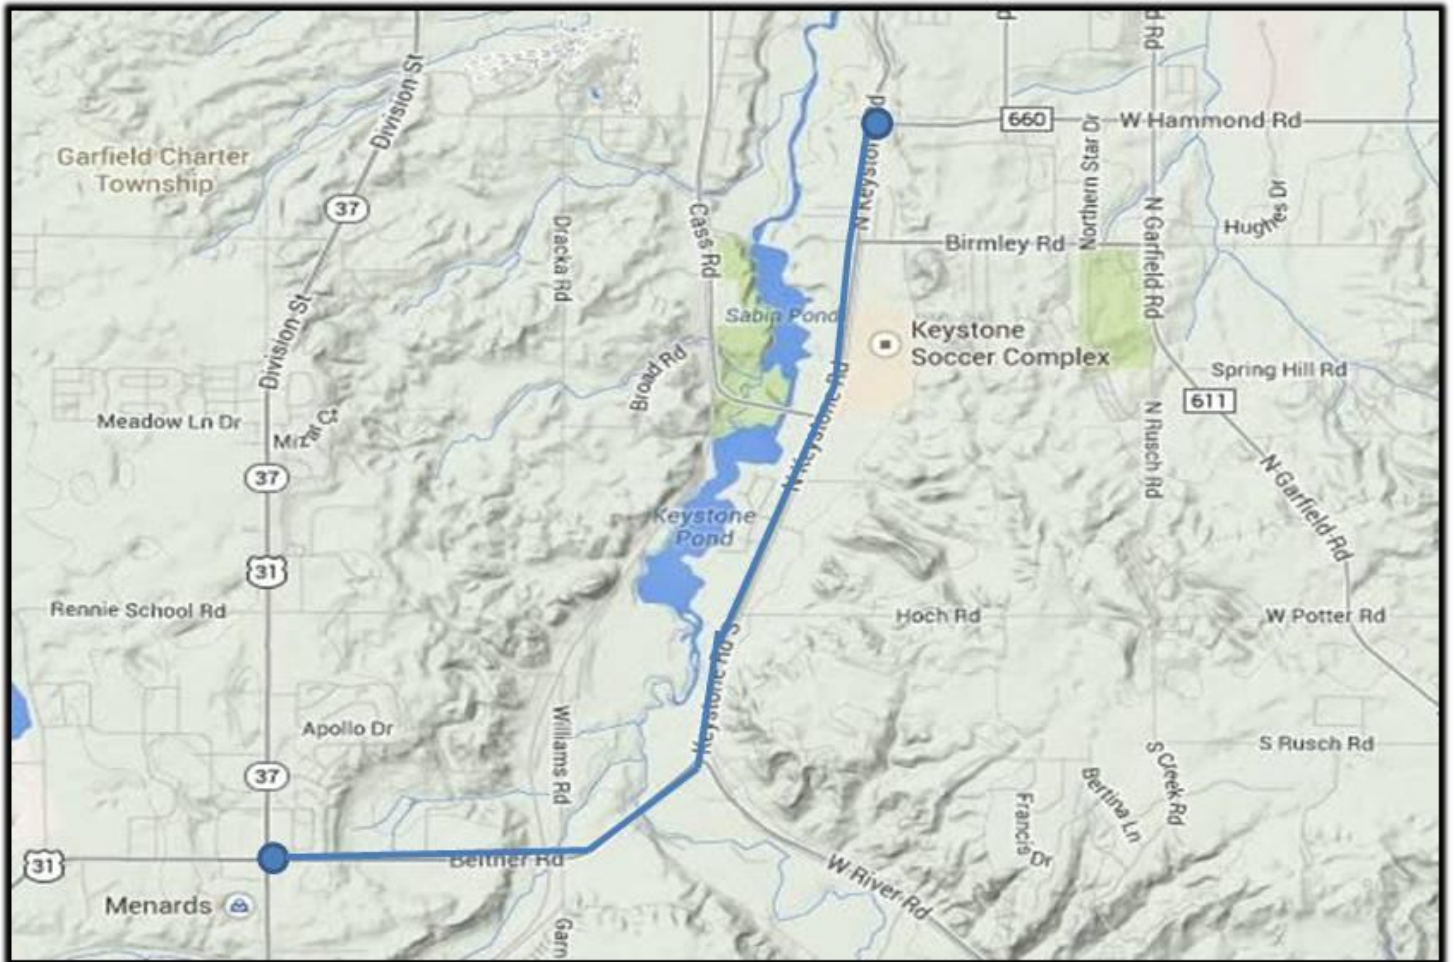 Division St
Garfield Charter
Township
37
Dracka Rd
Cass Rd
N Keystone
660
W Hammond Rd
Northern Star Dr
N Garfield Rd
Hughes Dr
Birmley Rd
Sabin Pond
Keystone
Soccer Complex
Division St
Broad Rd
N Keystone Rd
Spring Hill Rd
611
Meadow Ln Dr
Ct
37
N Rusch Rd
N Garfield Rd
Keystone
Pond
31
Rennie School Rd
Hoch Rd
W Potter Rd
Keystone Rd S
Apollo Dr
Williams Rd
S Rusch Rd
37
S Creek Rd
Bertina Ln
Francis Dr
31
Beitner Rd
W River Rd
Menards
Garn
Rd